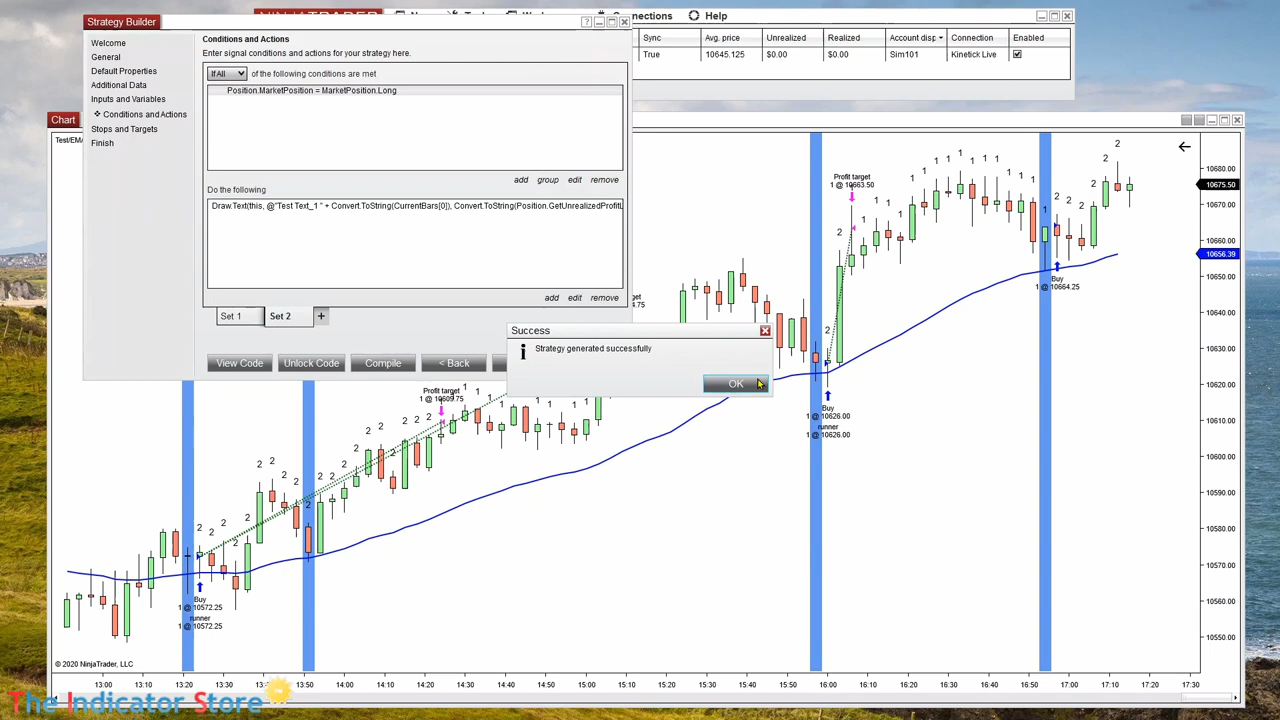 Strategy Builder
Connections
Help
Welcome
General
Default Properties
Additional Data
Inputs and Variables
❖ Conditions and Actions
Stops and Targets
Finish
Conditions and Actions
Enter signal conditions and actions for your strategy here.
If All
of the following conditions are met
Position.MarketPosition = MarketPosition.Long
add group edit remove
Do the following
Draw.Text(this, @"Test Text_1 " + Convert.ToString(CurrentBars[0]), Convert.ToString(Position.GetUnrealizedProfitL
add edit remove
Set 1
Set 2
+
View Code
Unlock Code
Compile
< Back
Sync Avg. price Unrealized Realized Account disp Connection Enabled
True 10645.125 $0.00 $0.00 Sim101 Kinetick Live
Success
Strategy generated successfully
OK
Chart
Test/EMA
Profit target
1 @ 10663.50
Profit target
1 @ 10609.75
Buy
1 @ 10572.25
runner
1 @ 10572.25
Buy
1 @ 10626.00
runner
1 @ 10626.00
Buy
1 @ 10664.25
10680.00
10675.50
10670.00
10660.00
10656.39
10650.00
10640.00
10630.00
10620.00
10610.00
10600.00
10590.00
10580.00
10570.00
10560.00
10550.00
© 2020 NinjaTrader, LLC
13:00 13:20 13:30 13:40 13:50 14:00 14:10 14:20 14:30 14:40 14:50 15:00 15:10 15:20 15:30 15:40 15:50 16:00 16:10 16:20 16:30 16:40 16:50 17:00 17:10 17:20 17:30
The Indicator Store